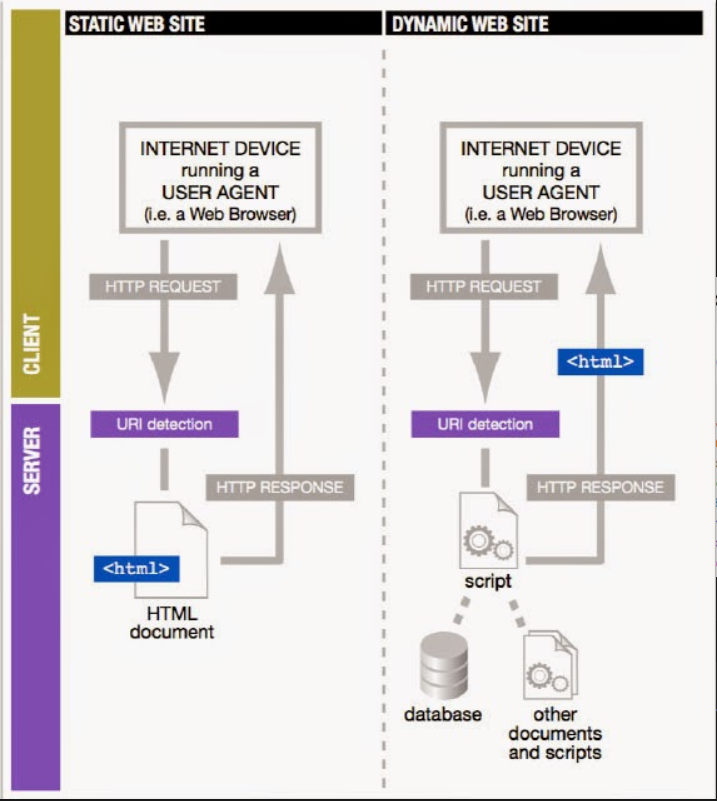 STATIC WEB SITE
DYNAMIC WEB SITE
CLIENT
SERVER
INTERNET DEVICE
running a
USER AGENT
(i.e. a Web Browser)
HTTP REQUEST
URI detection
HTTP RESPONSE
<html>
HTML
document
INTERNET DEVICE
running a
USER AGENT
(i.e. a Web Browser)
HTTP REQUEST
<html>
URI detection
HTTP RESPONSE
script
database
other
documents
and scripts